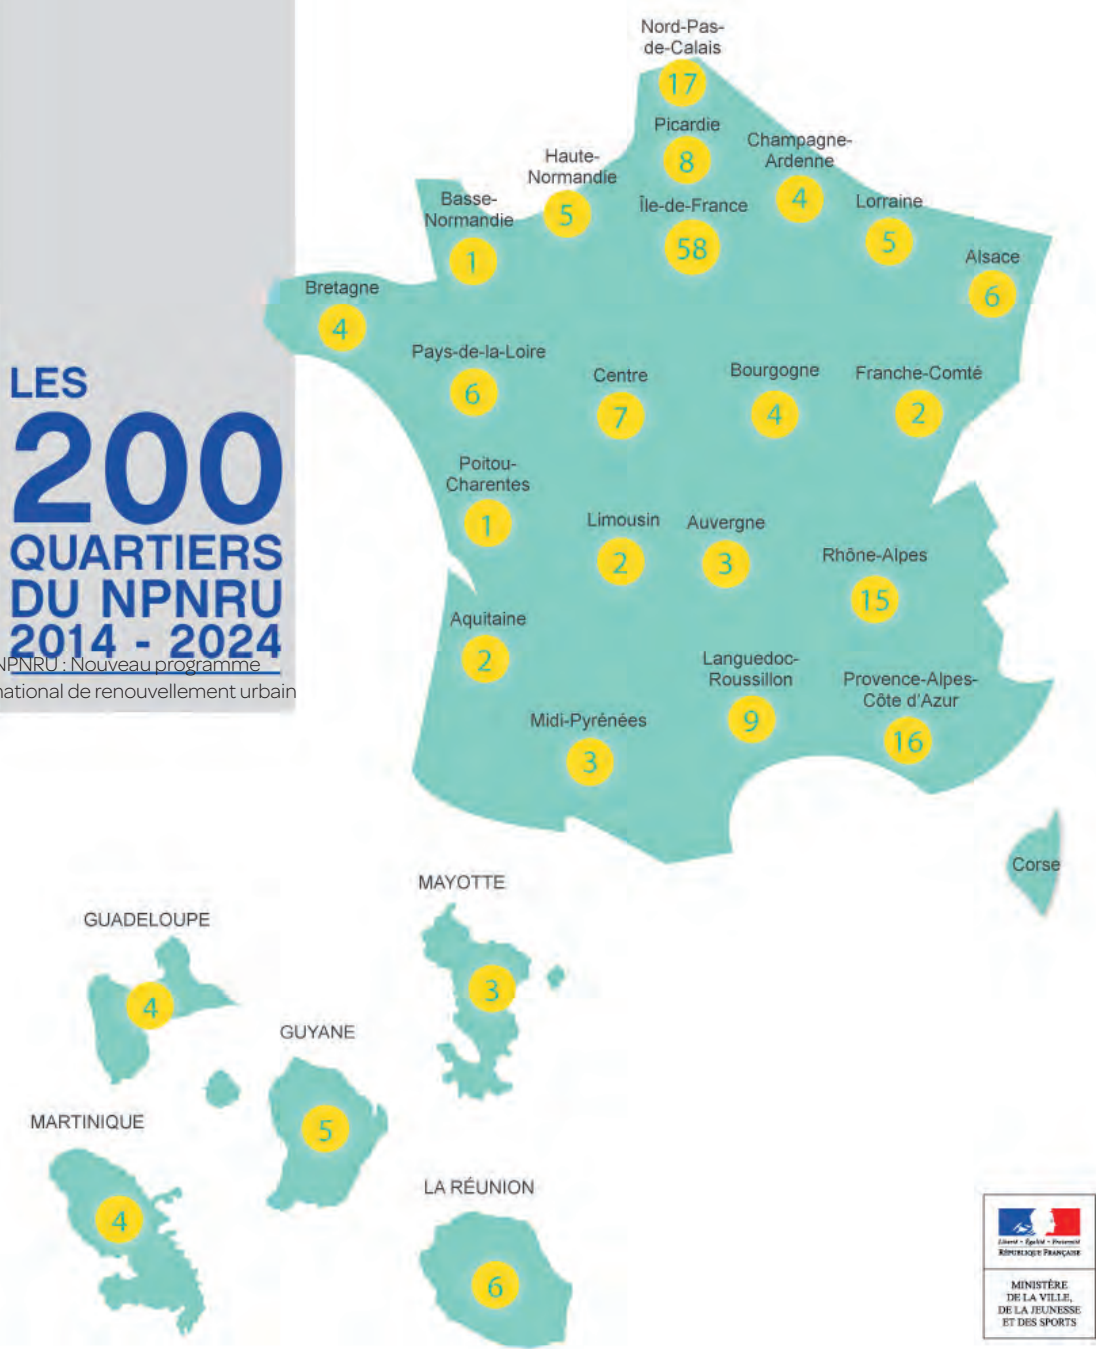 LES
200
QUARTIERS
DU NPNRU
2014 - 2024
NPNRU : Nouveau programme
national de renouvellement urbain
Nord-Pas-
de-Calais
17
Picardie
8
Champagne-
Ardenne
4
Haute-
Normandie
5
Île-de-France
58
Lorraine
5
Basse-
Normandie
1
Alsace
6
Bretagne
4
Pays-de-la-Loire
6
Centre
7
Bourgogne
4
Franche-Comté
2
Poitou-
Charentes
1
Limousin
2
Auvergne
3
Rhône-Alpes
15
Aquitaine
2
Languedoc-
Roussillon
9
Provence-Alpes-
Côte d'Azur
16
Midi-Pyrénées
3
Corse
MAYOTTE
3
GUADELOUPE
4
GUYANE
5
MARTINIQUE
4
LA RÉUNION
6
Liberté • Égalité • Fraternité
RÉPUBLIQUE FRANÇAISE
MINISTÈRE
DE LA VILLE,
DE LA JEUNESSE
ET DES SPORTS